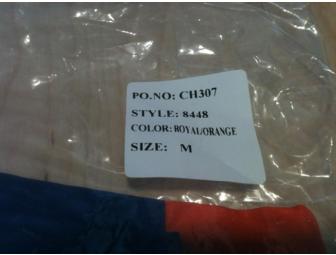 PO.NO: CH307
STYLE: 8448
COLOR: ROYAL/ORANGE
SIZE: M